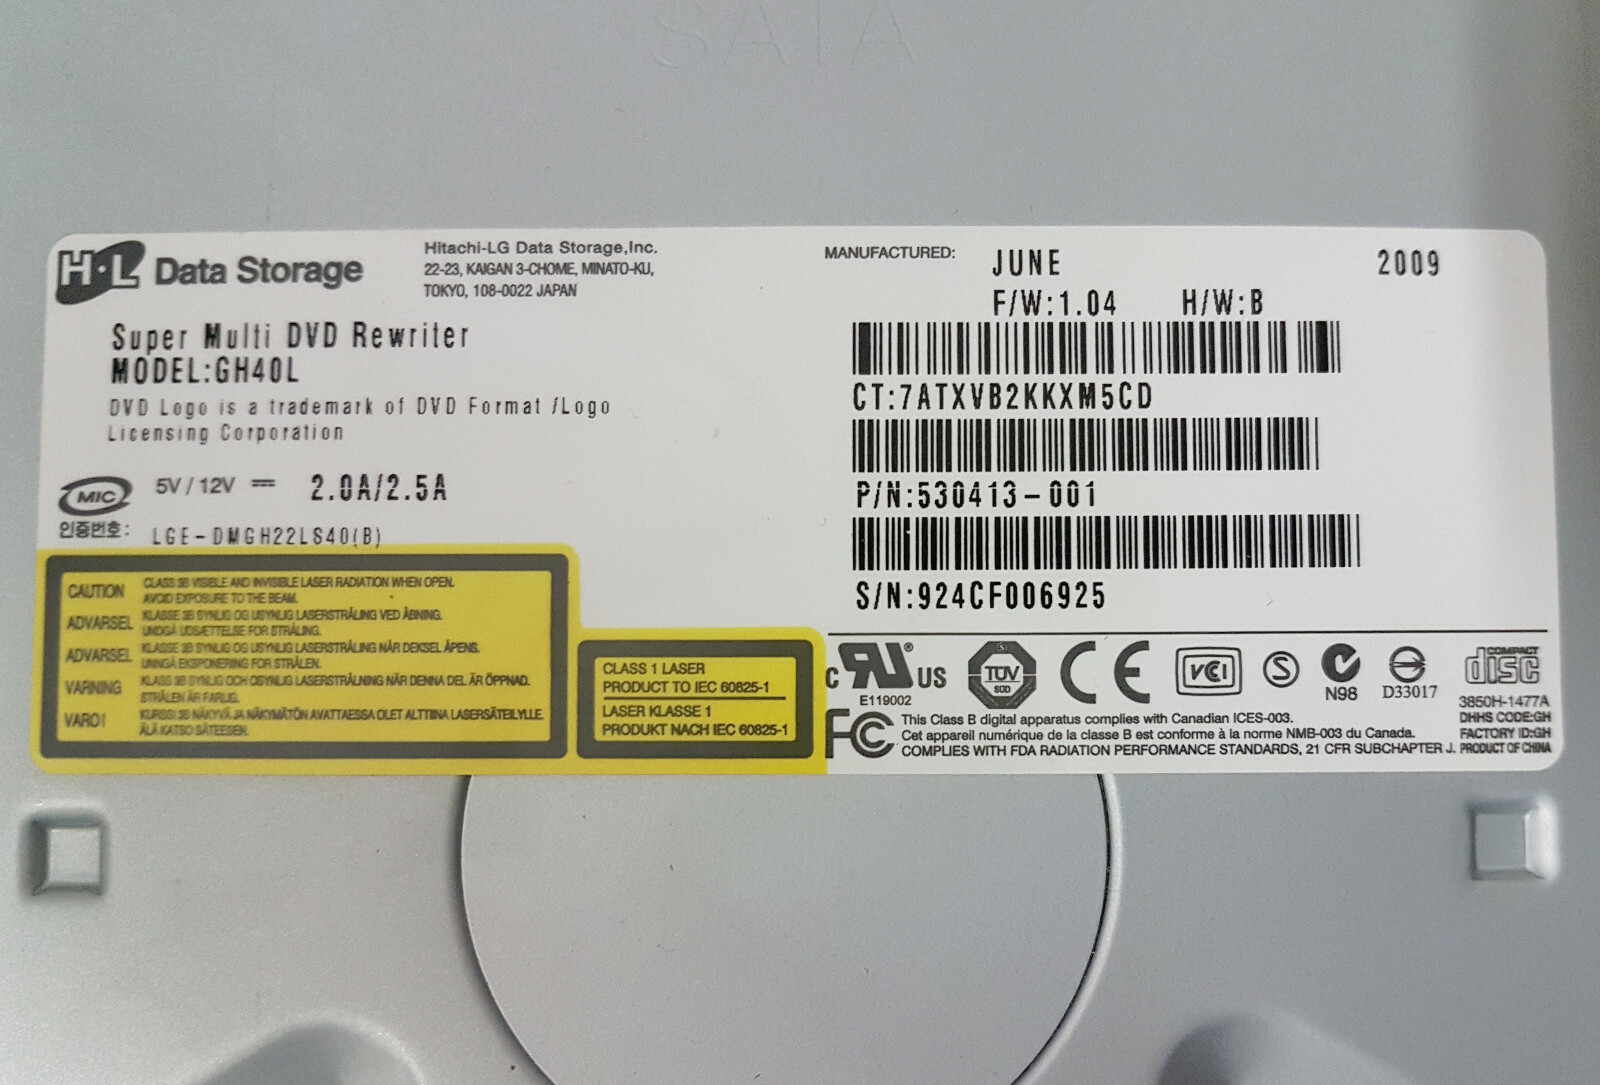 SATA
H·L Data Storage
Hitachi-LG Data Storage,Inc.
22-23, KAIGAN 3-CHOME, MINATO-KU,
TOKYO, 108-0022 JAPAN
Super Multi DVD Rewriter
MODEL:GH40L
DVD Logo is a trademark of DVD Format /Logo
Licensing Corporation
MIC 5V / 12V 2.0A/2.5A
인증번호: LGE-DMGH22LS40(B)
CAUTION CLASS 3B VISIBLE AND INVISIBLE LASER RADIATION WHEN OPEN.
AVOID EXPOSURE TO THE BEAM.
ADVARSEL KLASSE 3B SYNLIG OG USYNLIG LASERSTRÅLING VED ÅBNING.
UNDGÅ UDSÆTTELSE FOR STRÅLING.
ADVARSEL KLASSE 3B SYNLIG OG USYNLIG LASERSTRÅLING NÅR DEKSEL ÅPNES.
UNNGÅ EKSPONERING FOR STRÅLEN.
VARNING KLASS 3B SYNLIG OCH OSYNLIG LASERSTRÅLNING NÄR DENNA DEL ÄR ÖPPNAD.
STRÅLEN ÄR FARLIG.
VARO! KURSSI 3B NÄKYVÄ JA NÄKYMÄTÖN AVATTAESSA OLET ALTTIINA LASERSÄTEILYLLE.
ÄLÄ KATSO SÄTEESEN.
CLASS 1 LASER
PRODUCT TO IEC 60825-1
LASER KLASSE 1
PRODUKT NACH IEC 60825-1
MANUFACTURED: JUNE 2009
F/W:1.04 H/W:B
CT:7ATXVB2KKXM5CD
P/N:530413-001
S/N:924CF006925
c RU ® US
E119002
TÜV
SÜD
CE
VCI
S
N98
D33017
COMPACT
disc
3850H-1477A
DHHS CODE:GH
FACTORY ID:GH
PRODUCT OF CHINA
FC
This Class B digital apparatus complies with Canadian ICES-003.
Cet appareil numérique de la classe B est conforme à la norme NMB-003 du Canada.
COMPLIES WITH FDA RADIATION PERFORMANCE STANDARDS, 21 CFR SUBCHAPTER J.